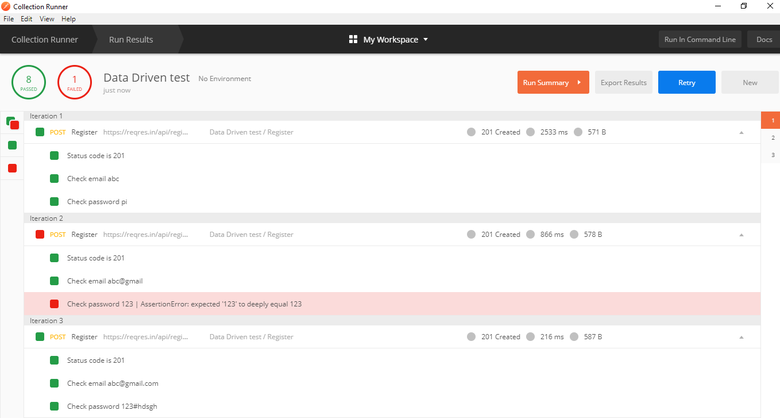 Collection Runner
File Edit View Help
Collection Runner Run Results My Workspace Run In Command Line Docs
8 PASSED 1 FAILED Data Driven test No Environment
just now
Run Summary Export Results Retry New
Iteration 1
POST Register https://reqres.in/api/regi... Data Driven test / Register 201 Created 2533 ms 571 B
Status code is 201
Check email abc
Check password pi
Iteration 2
POST Register https://reqres.in/api/regi... Data Driven test / Register 201 Created 866 ms 578 B
Status code is 201
Check email abc@gmail
Check password 123 | AssertionError: expected '123' to deeply equal 123
Iteration 3
POST Register https://reqres.in/api/regi... Data Driven test / Register 201 Created 216 ms 587 B
Status code is 201
Check email abc@gmail.com
Check password 123#hdsgh
1
2
3